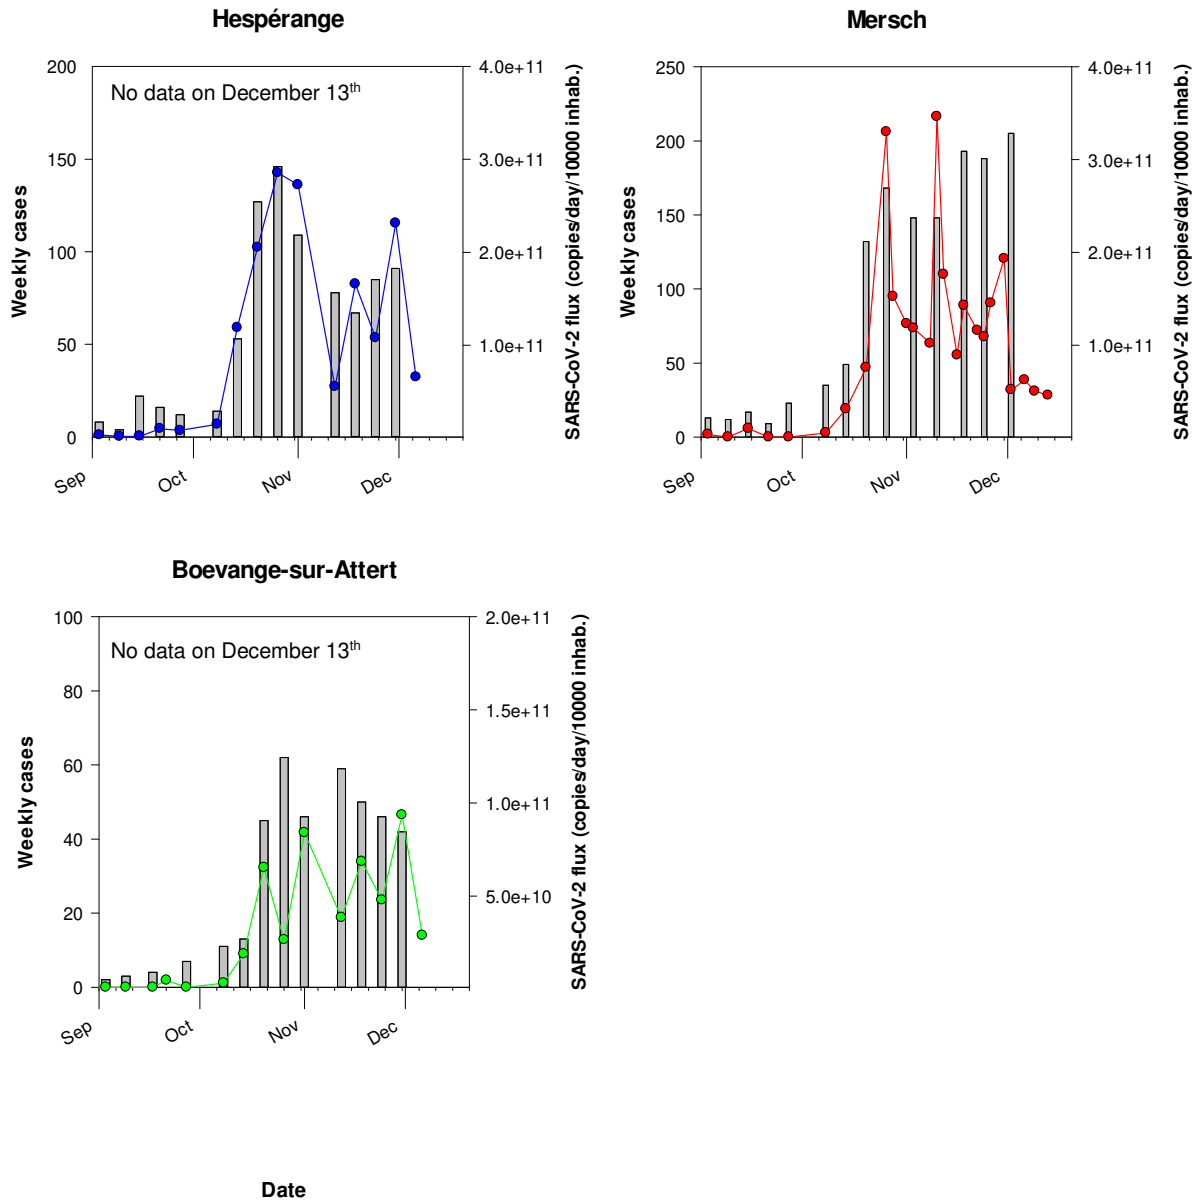 Hespérange
No data on December 13th
Weekly cases
200
150
100
50
0
4.0e+11
3.0e+11
2.0e+11
1.0e+11
SARS-CoV-2 flux (copies/day/10000 inhab.)
Sep Oct Nov Dec
Mersch
Weekly cases
250
200
150
100
50
0
4.0e+11
3.0e+11
2.0e+11
1.0e+11
SARS-CoV-2 flux (copies/day/10000 inhab.)
Sep Oct Nov Dec
Boevange-sur-Attert
No data on December 13th
Weekly cases
100
80
60
40
20
0
2.0e+11
1.5e+11
1.0e+11
5.0e+10
SARS-CoV-2 flux (copies/day/10000 inhab.)
Sep Oct Nov Dec
Date